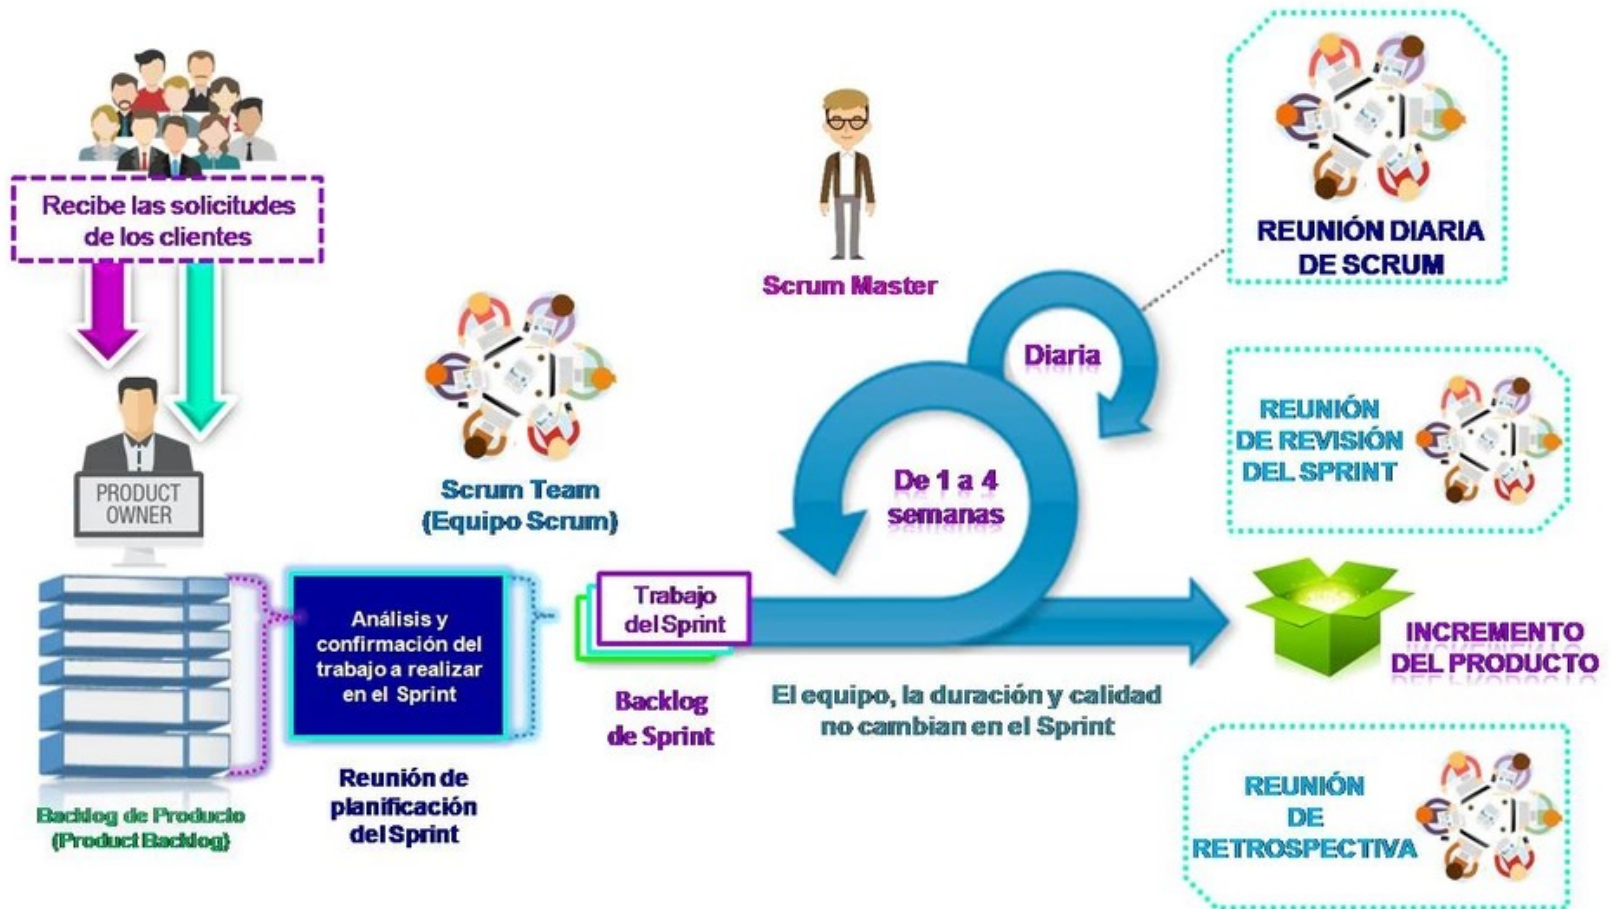 Recibe las solicitudes
de los clientes
PRODUCT
OWNER
Backlog de Producto
(Product Backlog)
Análisis y
confirmación del
trabajo a realizar
en el Sprint
Reunión de
planificación
del Sprint
Scrum Team
(Equipo Scrum)
Trabajo
del Sprint
Backlog
de Sprint
Scrum Master
De 1 a 4
semanas
Diaria
El equipo, la duración y calidad
no cambian en el Sprint
REUNIÓN DIARIA
DE SCRUM
REUNIÓN
DE REVISIÓN
DEL SPRINT
INCREMENTO
DEL PRODUCTO
REUNIÓN
DE
RETROSPECTIVA